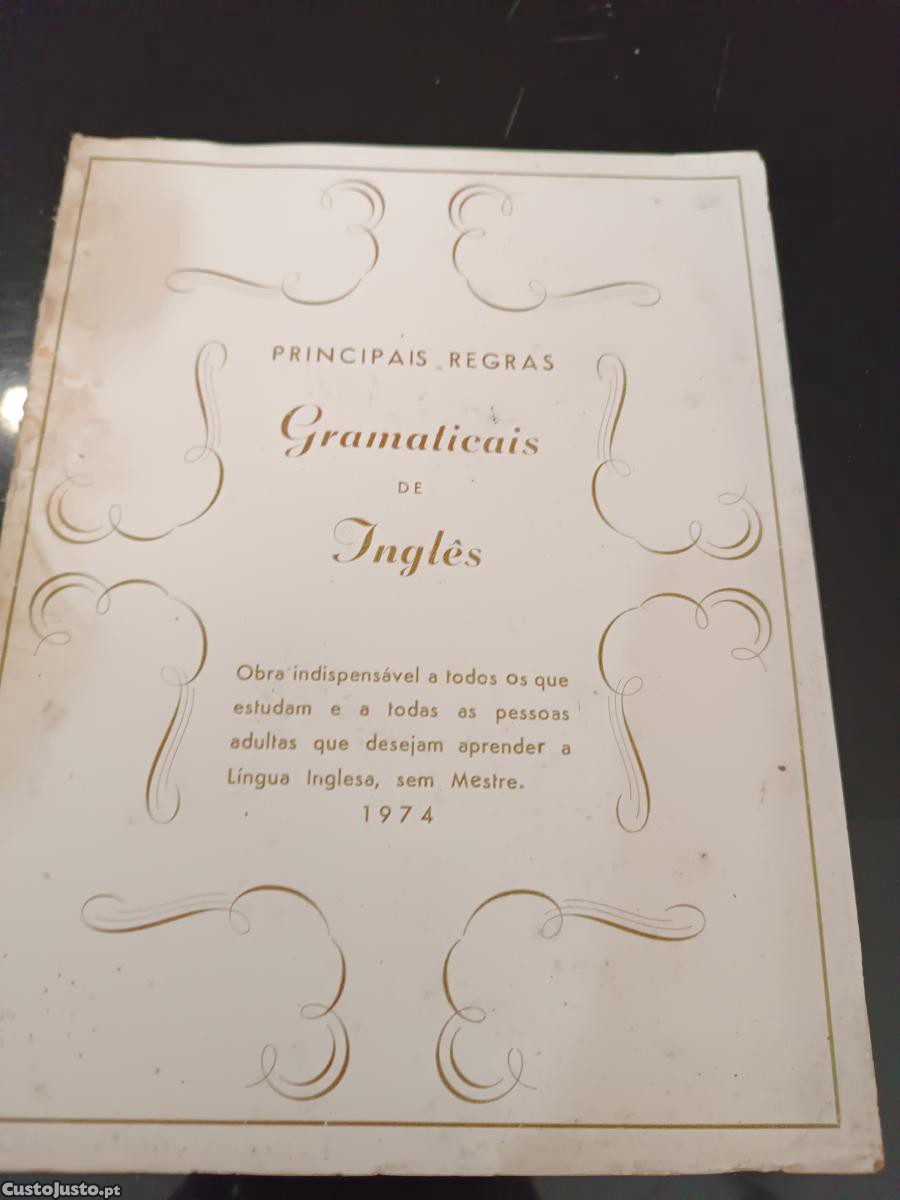 PRINCIPAIS REGRAS
Gramaticais
DE
Inglês
Obra indispensável a todos os que
estudam e a todas as pessoas
adultas que desejam aprender a
Língua Inglesa, sem Mestre.
1974
CustoJusto.pt